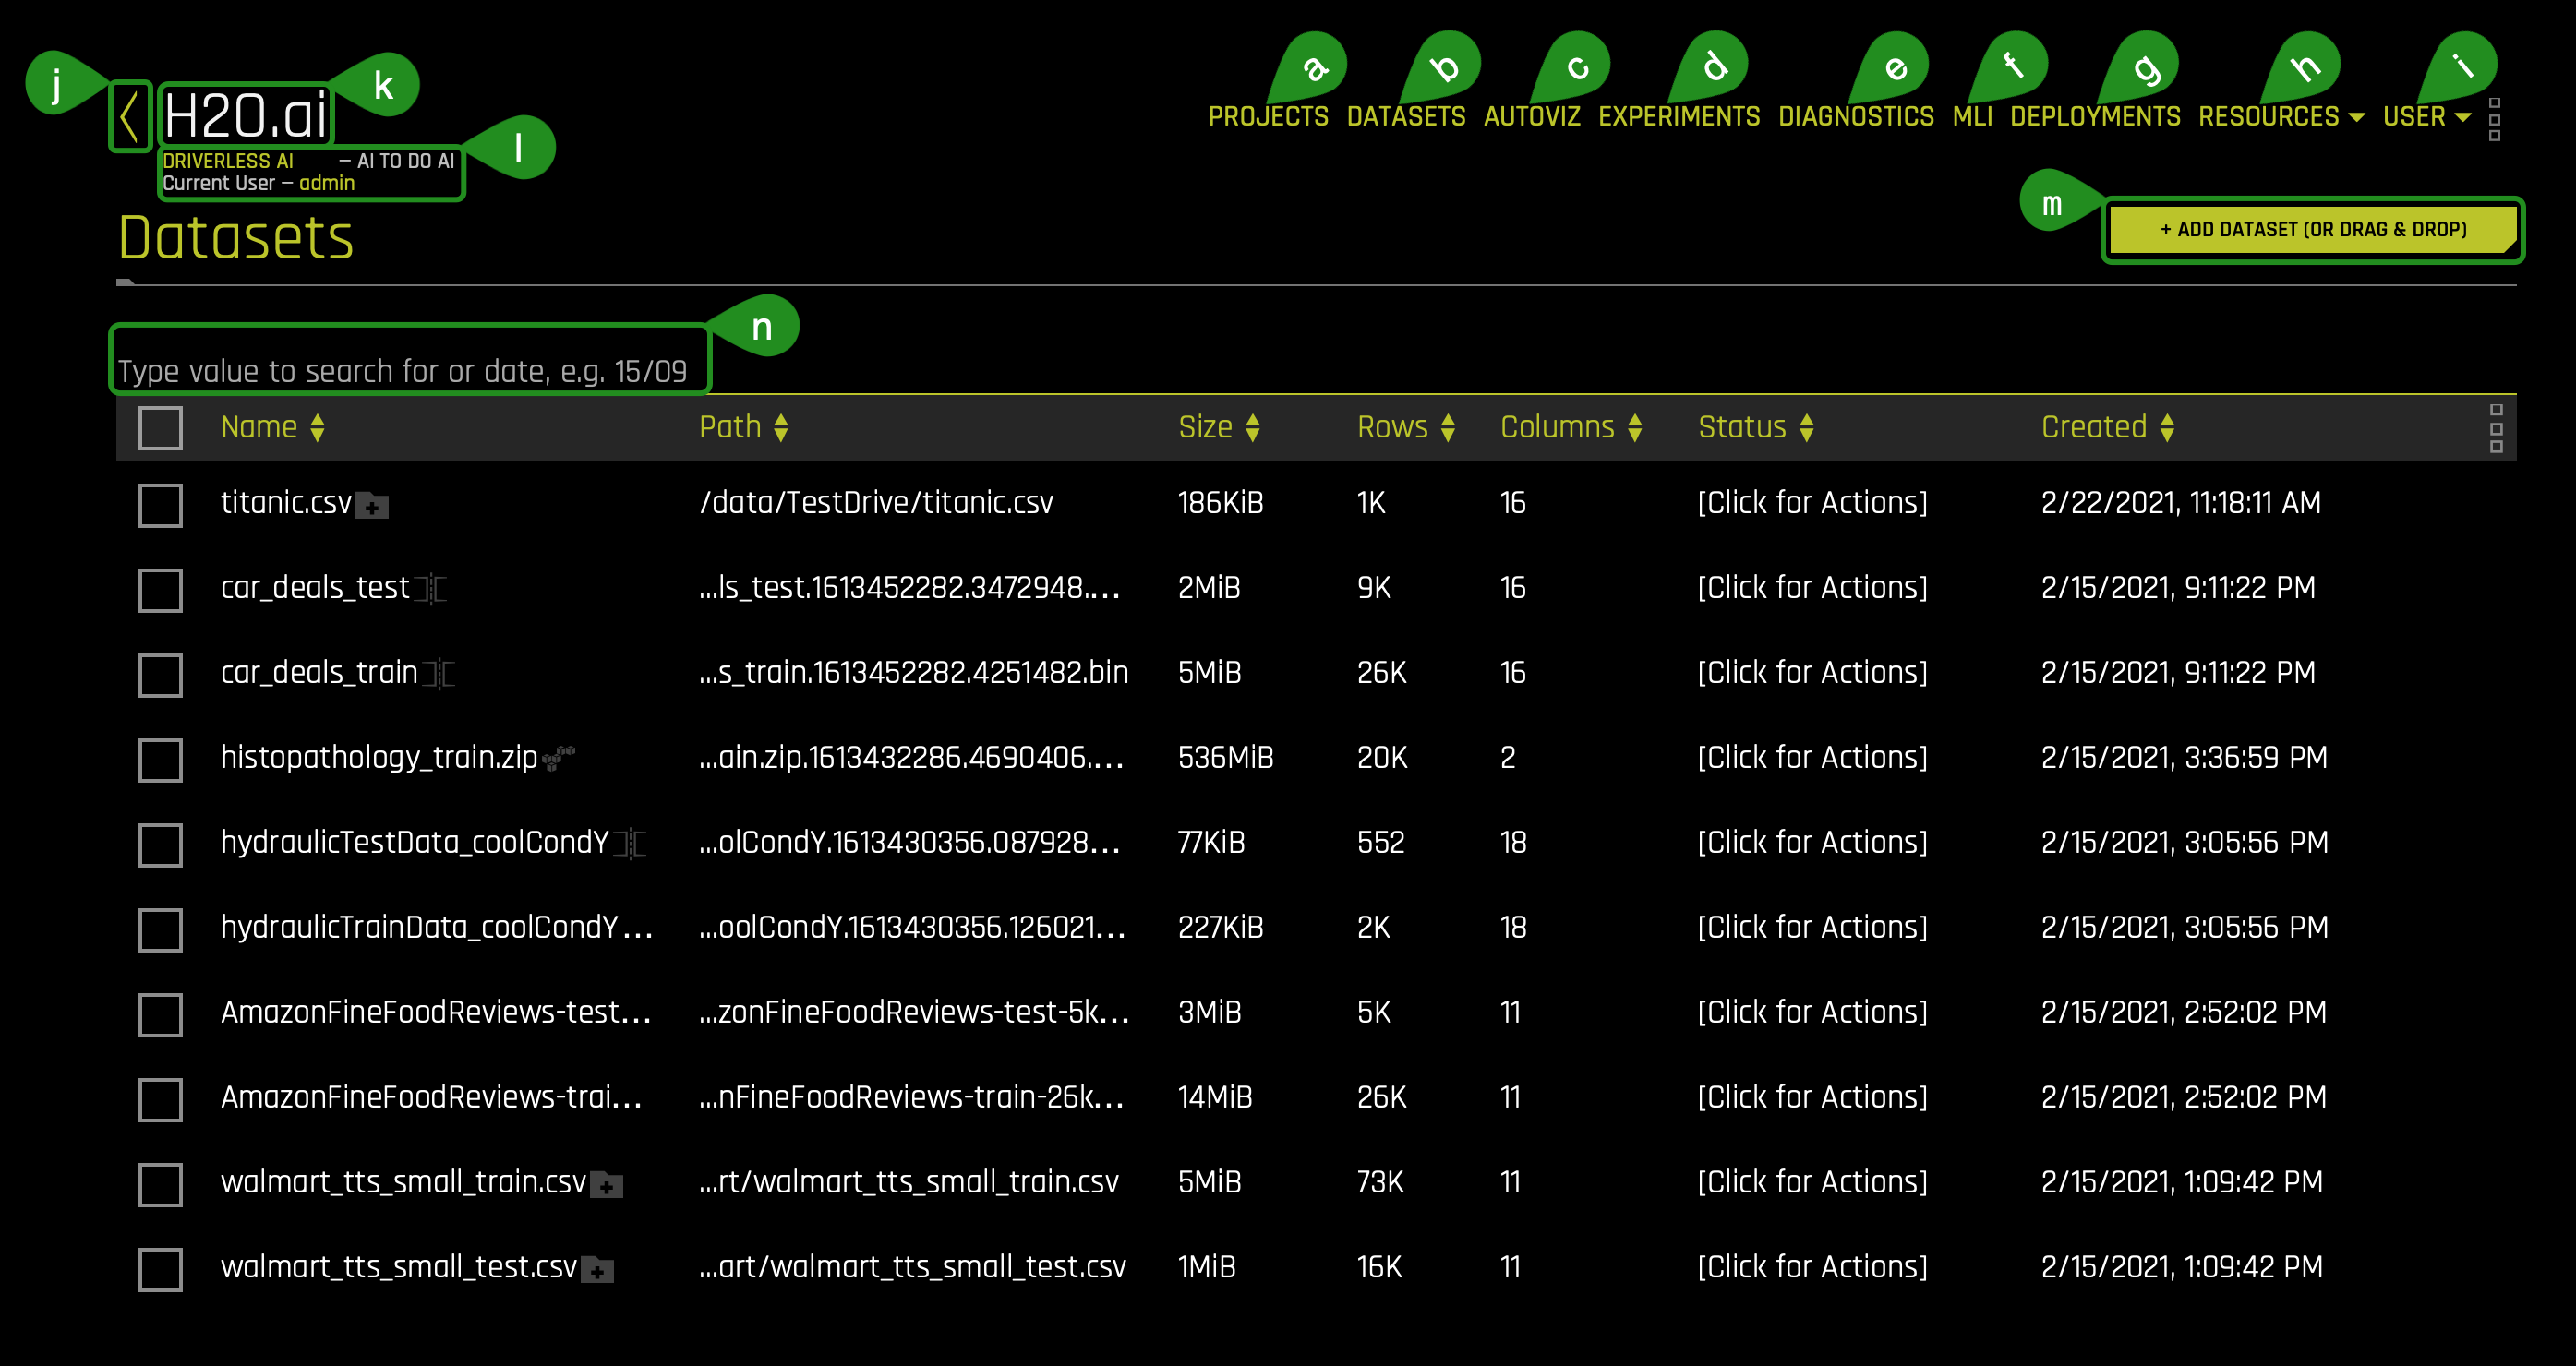 a b c d e f g h i
j k
H2O.ai
PROJECTS DATASETS AUTOVIZ EXPERIMENTS DIAGNOSTICS MLI DEPLOYMENTS RESOURCES USER
l
DRIVERLESS AI — AI TO DO AI
Current User — admin
m
Datasets
+ ADD DATASET (OR DRAG & DROP)
n
Type value to search for or date, e.g. 15/09
Name Path Size Rows Columns Status Created
titanic.csv /data/TestDrive/titanic.csv 186KiB 1K 16 [Click for Actions] 2/22/2021, 11:18:11 AM
car_deals_test ...ls_test.1613452282.3472948.... 2MiB 9K 16 [Click for Actions] 2/15/2021, 9:11:22 PM
car_deals_train ...s_train.1613452282.4251482.bin 5MiB 26K 16 [Click for Actions] 2/15/2021, 9:11:22 PM
histopathology_train.zip ...ain.zip.1613432286.4690406.... 536MiB 20K 2 [Click for Actions] 2/15/2021, 3:36:59 PM
hydraulicTestData_coolCondY ...olCondY.1613430356.087928... 77KiB 552 18 [Click for Actions] 2/15/2021, 3:05:56 PM
hydraulicTrainData_coolCondY... ...oolCondY.1613430356.126021... 227KiB 2K 18 [Click for Actions] 2/15/2021, 3:05:56 PM
AmazonFineFoodReviews-test... ...zonFineFoodReviews-test-5k... 3MiB 5K 11 [Click for Actions] 2/15/2021, 2:52:02 PM
AmazonFineFoodReviews-trai... ...nFineFoodReviews-train-26k... 14MiB 26K 11 [Click for Actions] 2/15/2021, 2:52:02 PM
walmart_tts_small_train.csv ...rt/walmart_tts_small_train.csv 5MiB 73K 11 [Click for Actions] 2/15/2021, 1:09:42 PM
walmart_tts_small_test.csv ...art/walmart_tts_small_test.csv 1MiB 16K 11 [Click for Actions] 2/15/2021, 1:09:42 PM